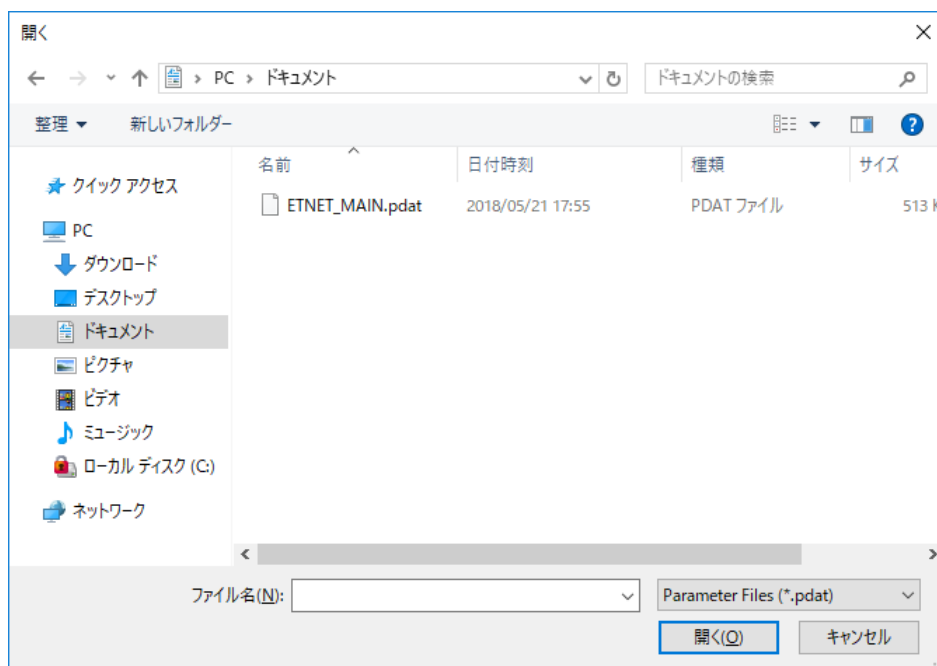 開く
PC › ドキュメント
ドキュメントの検索
整理
新しいフォルダー
名前 日付時刻 種類 サイズ
ETNET_MAIN.pdat 2018/05/21 17:55 PDAT ファイル 513
クイック アクセス
PC
ダウンロード
デスクトップ
ドキュメント
ピクチャ
ビデオ
ミュージック
ローカル ディスク (C:)
ネットワーク
ファイル名(N):
Parameter Files (*.pdat)
開く(O)
キャンセル